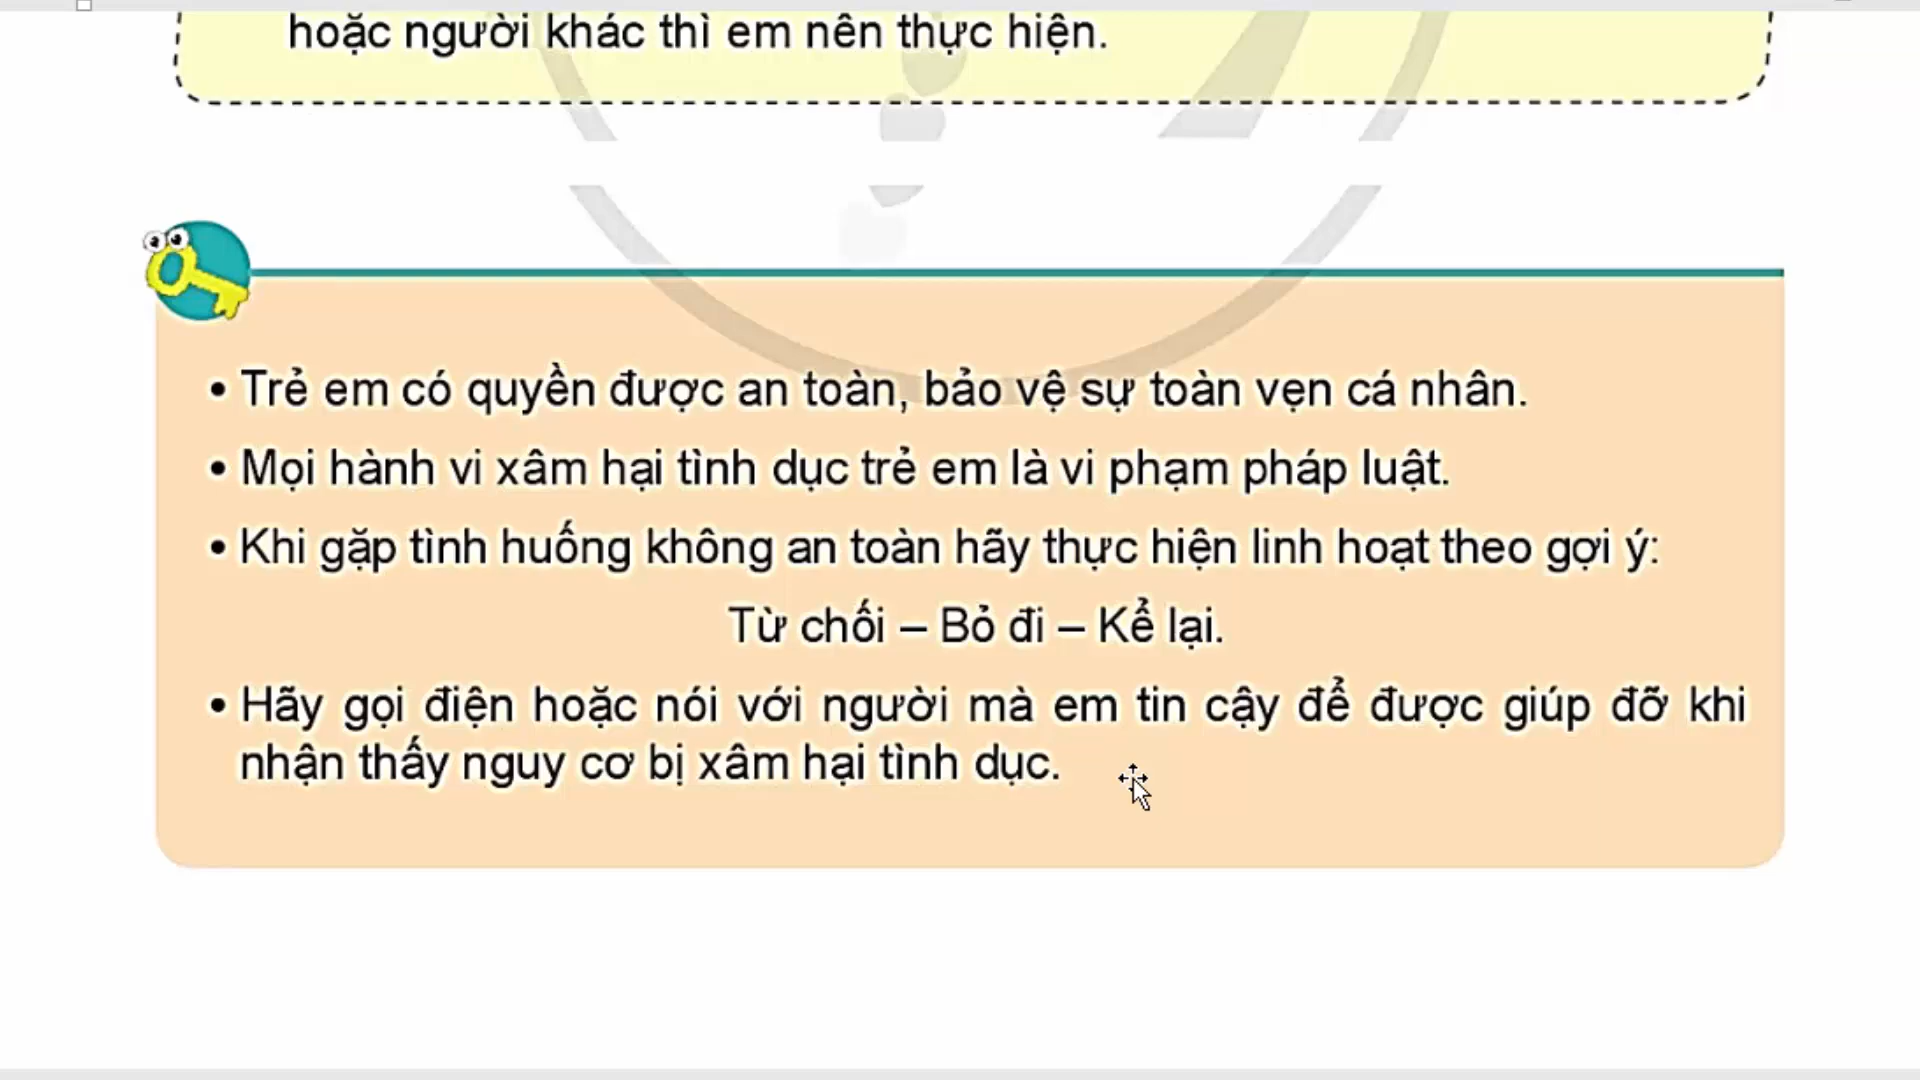 hoặc người khác thì em nên thực hiện.
• Trẻ em có quyền được an toàn, bảo vệ sự toàn vẹn cá nhân.
• Mọi hành vi xâm hại tình dục trẻ em là vi phạm pháp luật.
• Khi gặp tình huống không an toàn hãy thực hiện linh hoạt theo gợi ý:
Từ chối – Bỏ đi – Kể lại.
• Hãy gọi điện hoặc nói với người mà em tin cậy để được giúp đỡ khi
nhận thấy nguy cơ bị xâm hại tình dục.